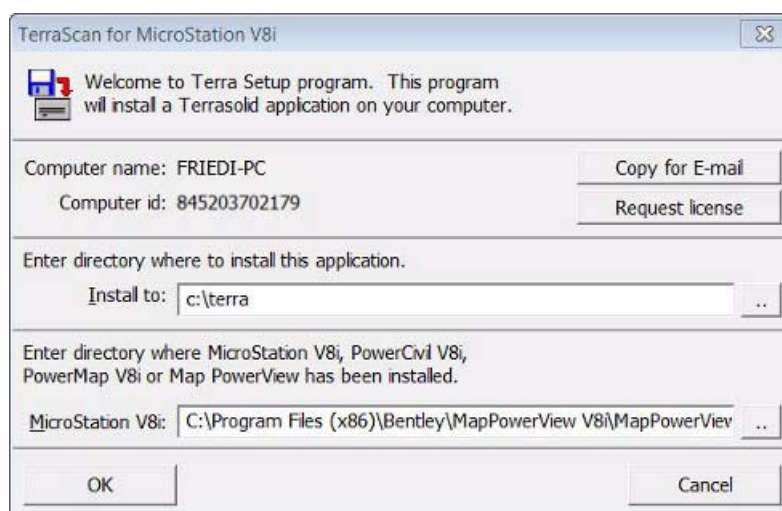 TerraScan for MicroStation V8i
Welcome to Terra Setup program. This program
will install a Terrasolid application on your computer.
Computer name: FRIEDI-PC
Copy for E-mail
Computer id: 845203702179
Request license
Enter directory where to install this application.
Install to: c:\terra ..
Enter directory where MicroStation V8i, PowerCivil V8i,
PowerMap V8i or Map PowerView has been installed.
MicroStation V8i: C:\Program Files (x86)\Bentley\MapPowerView V8i\MapPowerView ..
OK
Cancel